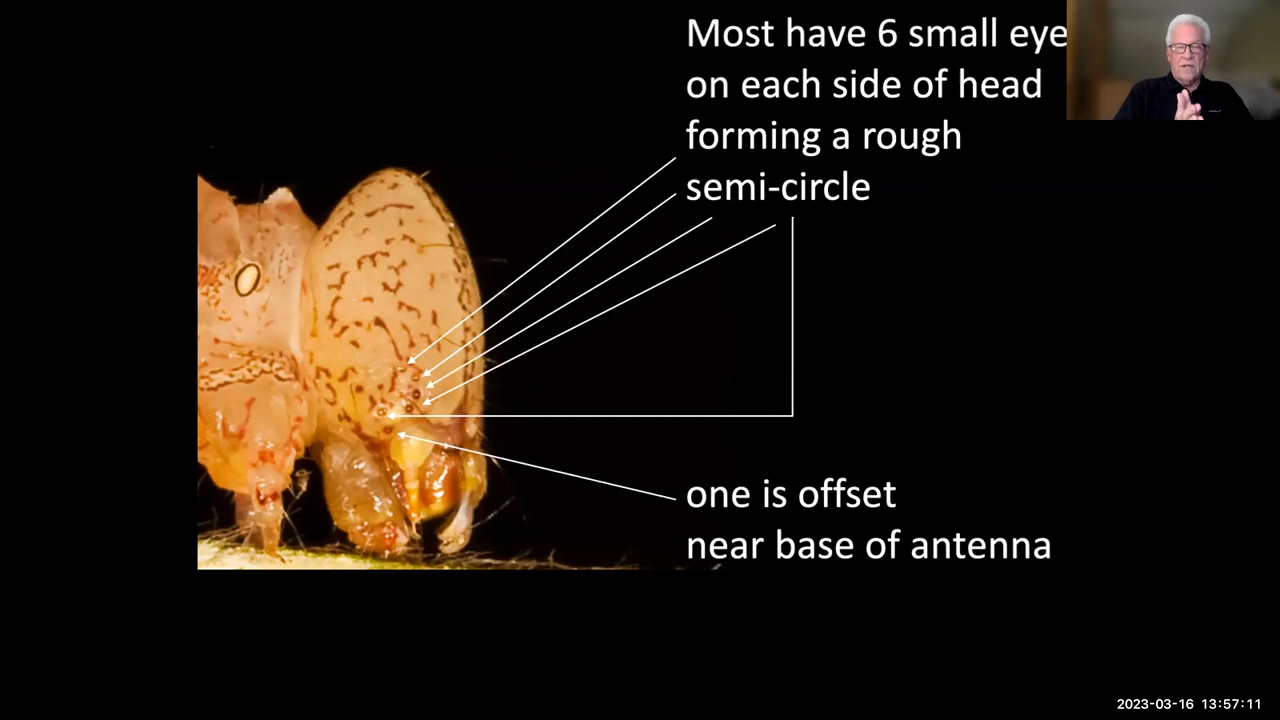 Most have 6 small eye
on each side of head
forming a rough
semi-circle
one is offset
near base of antenna
2023-03-16 13:57:11